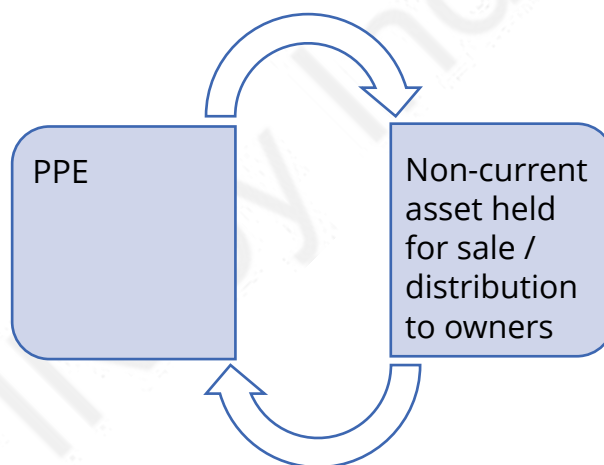 PPE
Non-current
asset held
for sale /
distribution
to owners